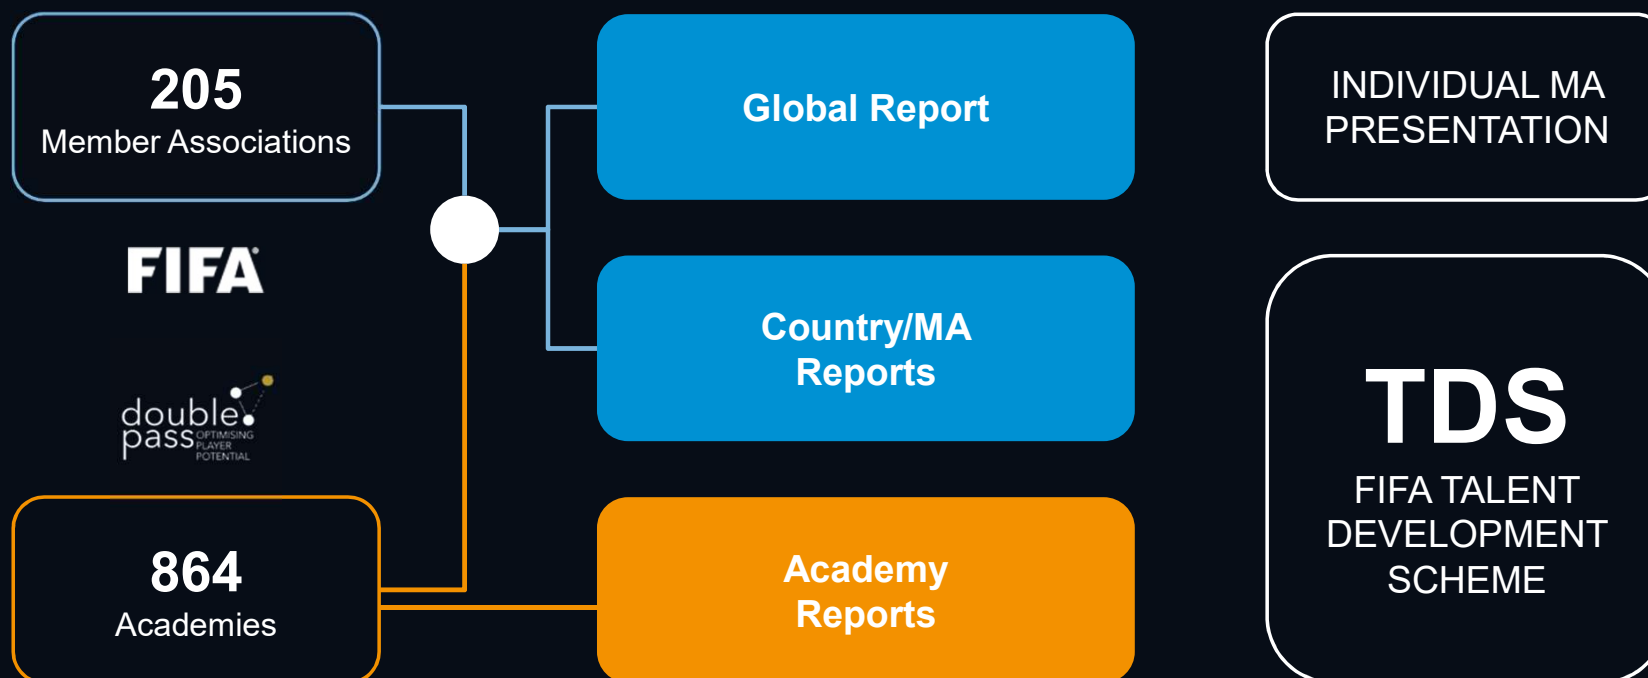 205
Member Associations
FIFA
double
pass
OPTIMISING
PLAYER
POTENTIAL
864
Academies
Global Report
Country/MA
Reports
Academy
Reports
INDIVIDUAL MA
PRESENTATION
TDS
FIFA TALENT
DEVELOPMENT
SCHEME